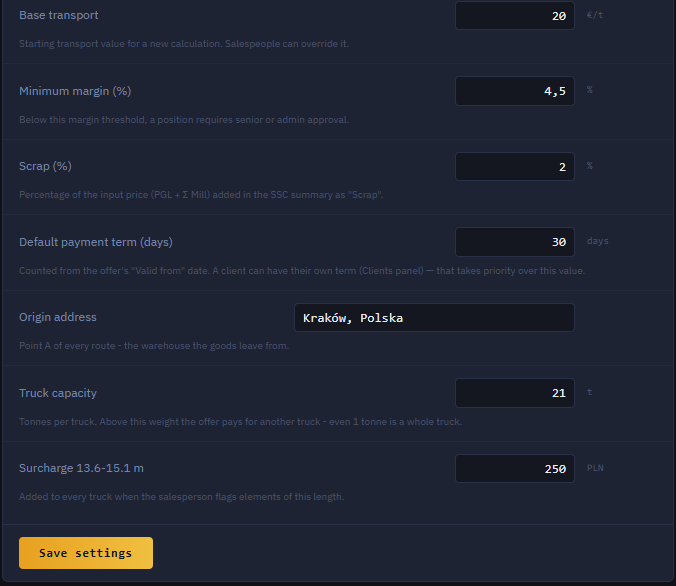 Base transport 20 €/t
Starting transport value for a new calculation. Salespeople can override it.
Minimum margin (%) 4,5 %
Below this margin threshold, a position requires senior or admin approval.
Scrap (%) 2 %
Percentage of the input price (PGL + Σ Mill) added in the SSC summary as "Scrap".
Default payment term (days) 30 days
Counted from the offer's "Valid from" date. A client can have their own term (Clients panel) — that takes priority over this value.
Origin address Kraków, Polska
Point A of every route - the warehouse the goods leave from.
Truck capacity 21 t
Tonnes per truck. Above this weight the offer pays for another truck - even 1 tonne is a whole truck.
Surcharge 13.6-15.1 m 250 PLN
Added to every truck when the salesperson flags elements of this length.
Save settings